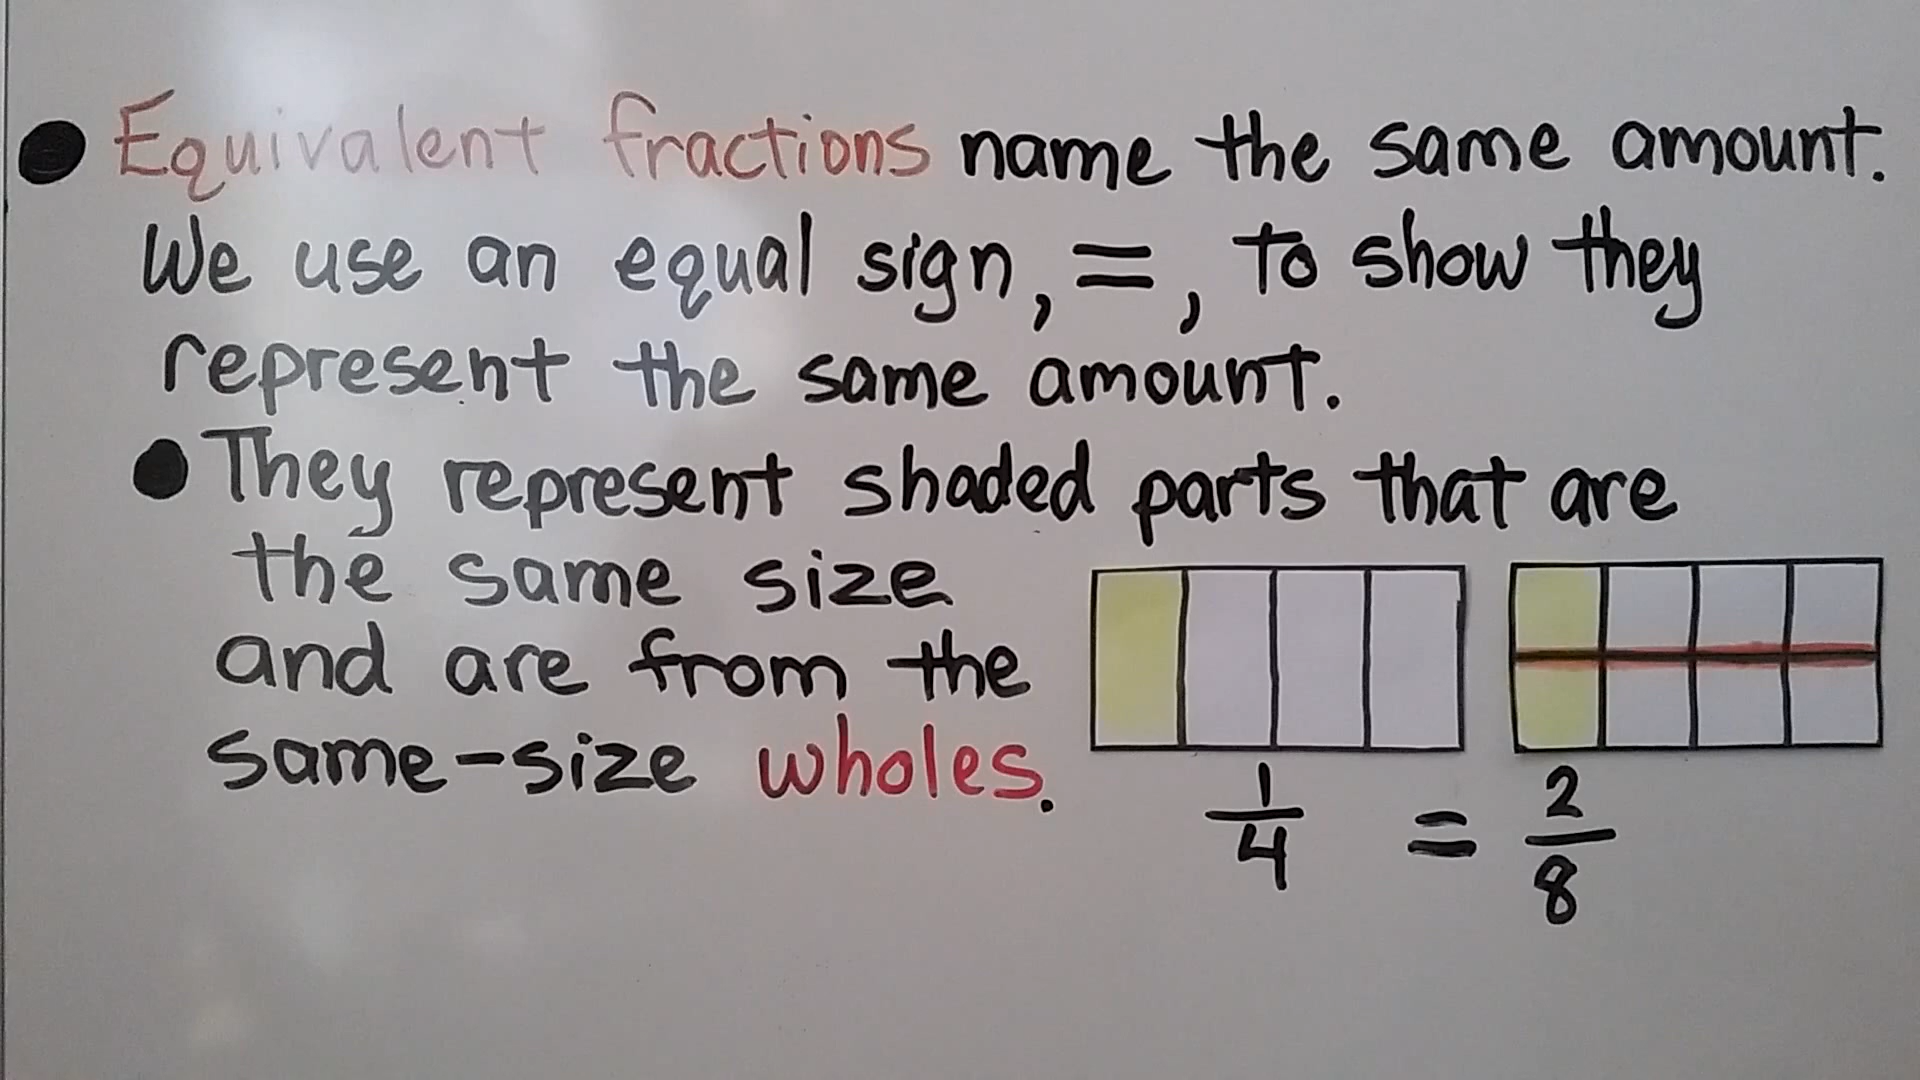 ● Equivalent fractions name the same amount.
We use an equal sign, =, to show they
represent the same amount.
● They represent shaded parts that are
the same size
and are from the
same-size wholes.
1/4 = 2/8